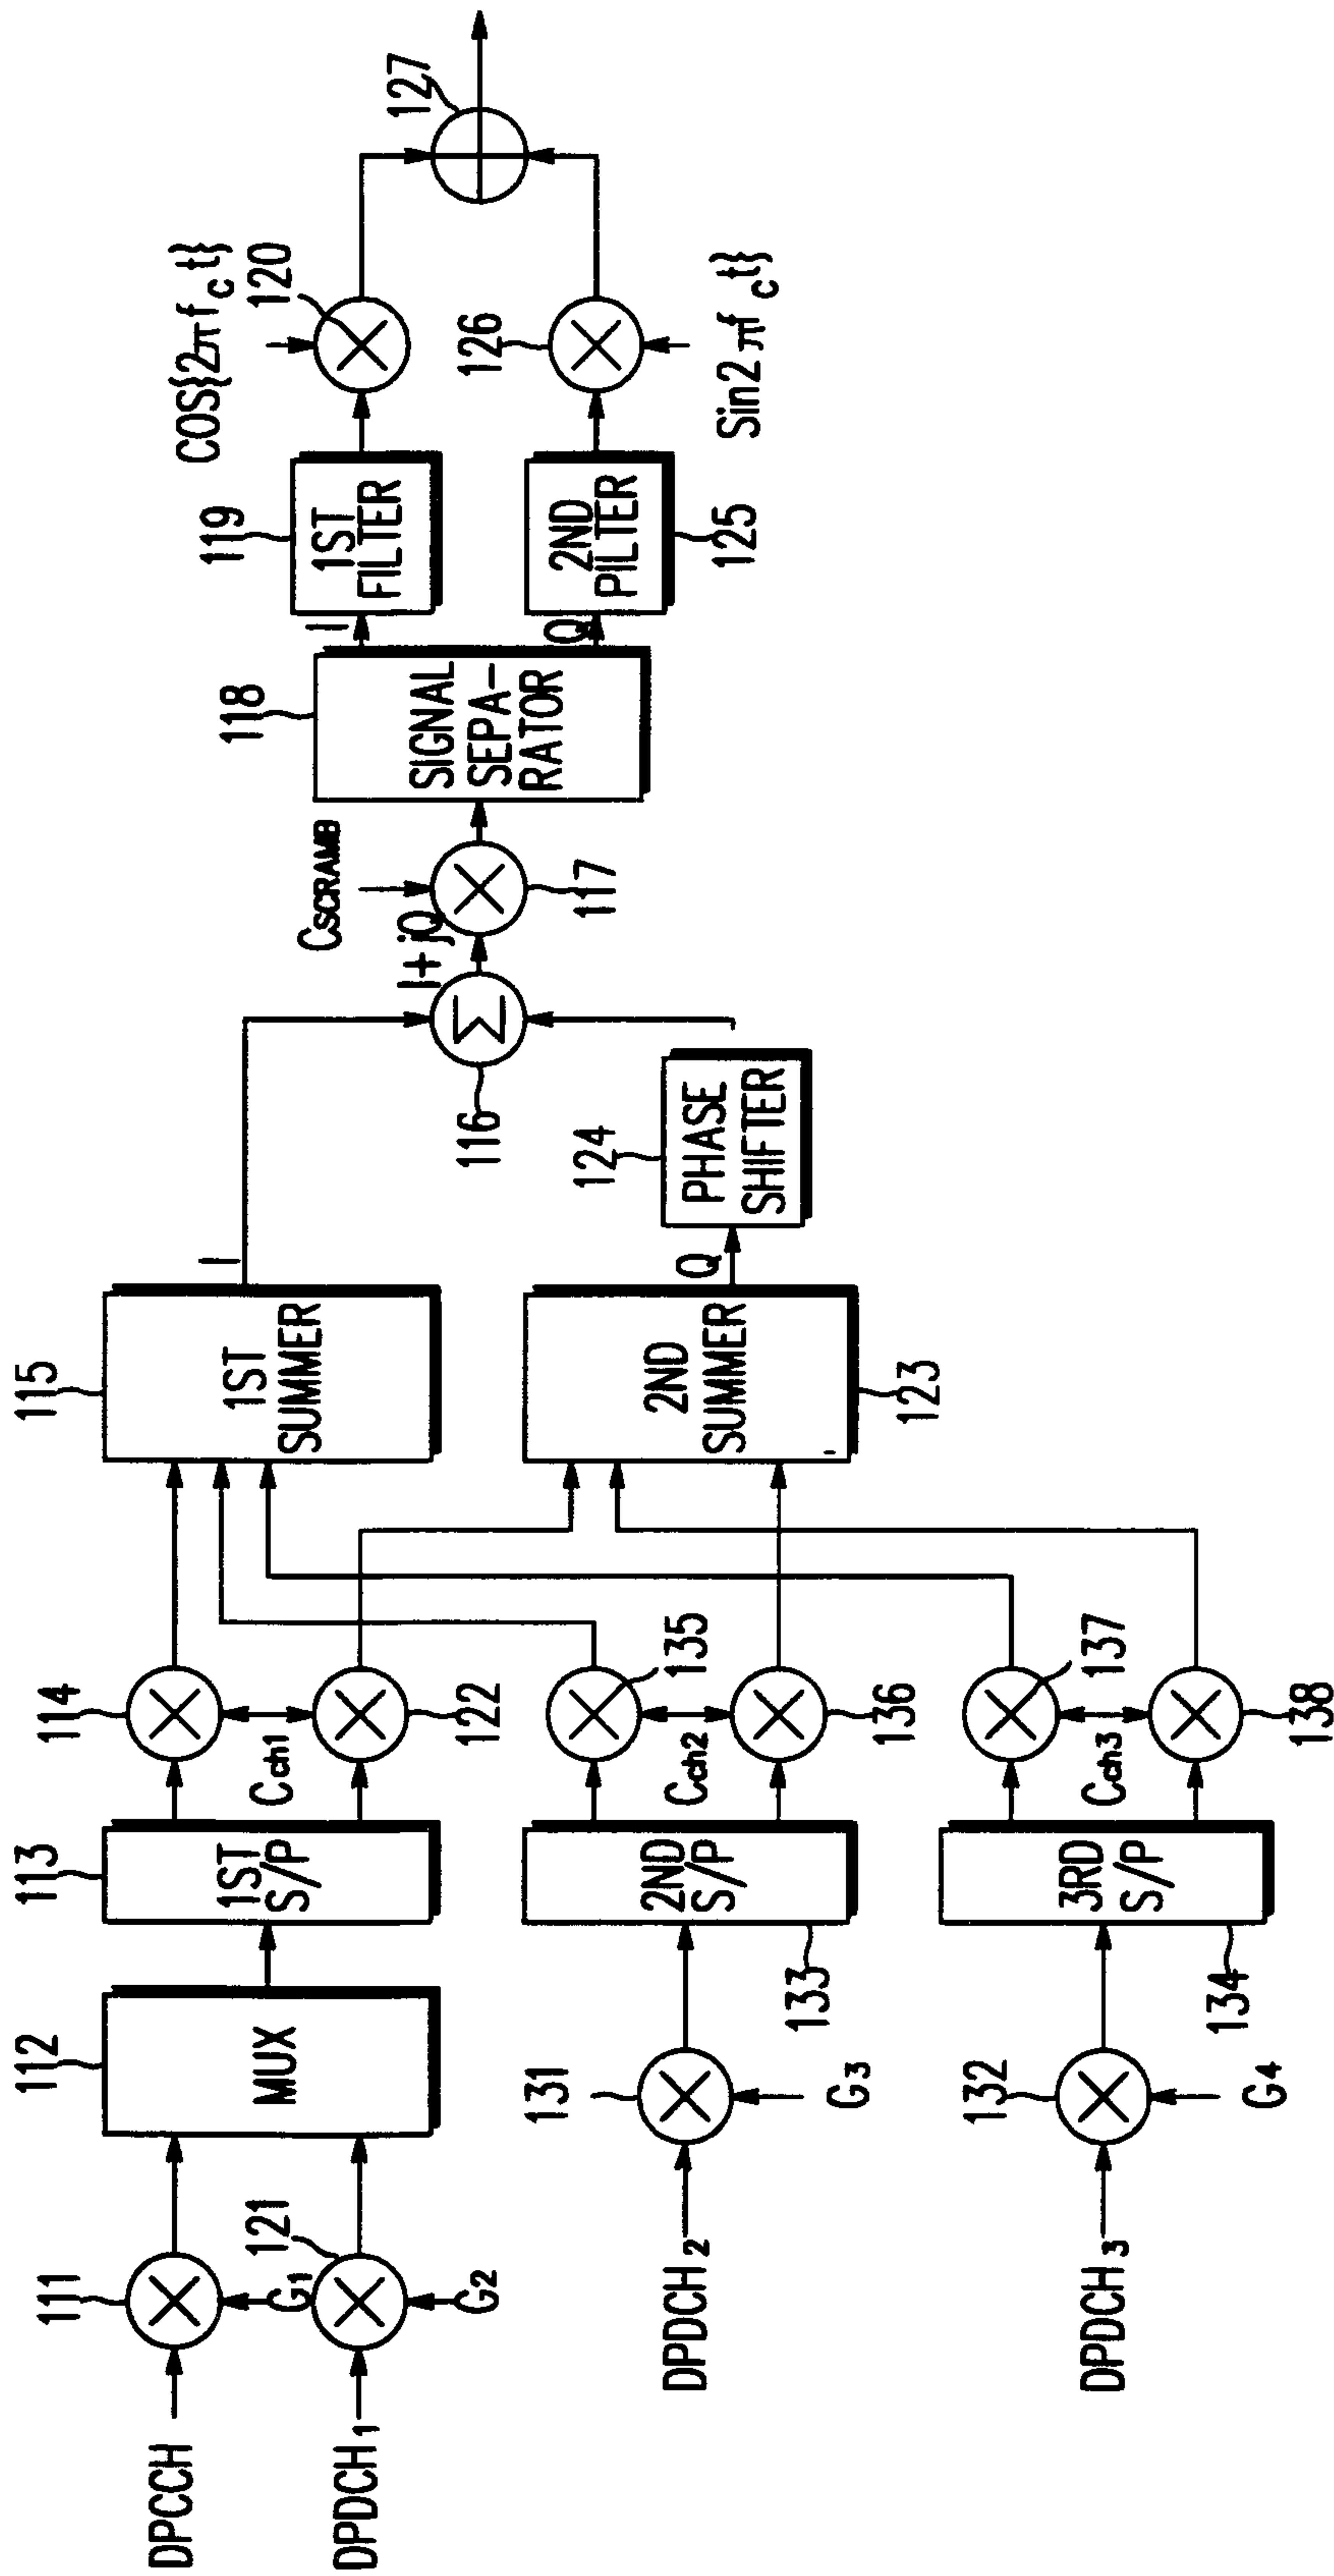 DPCCH
111
G1
DPDCH1
121
G2
112
MUX
113
1ST
S/P
114
Cch1
122
115
1ST
SUMMER
I
DPDCH2
131
G3
133
2ND
S/P
135
Cch2
136
2ND
SUMMER
123
Q
124
PHASE
SHIFTER
DPDCH3
132
G4
134
3RD
S/P
137
Cch3
138
116
Σ
I+jQ
CSCRAMB
117
118
SIGNAL
SEPA-
RATOR
I
Q
119
1ST
FILTER
2ND
PILTER
125
COS{2πfct}
120
126
Sin2πfct}
127